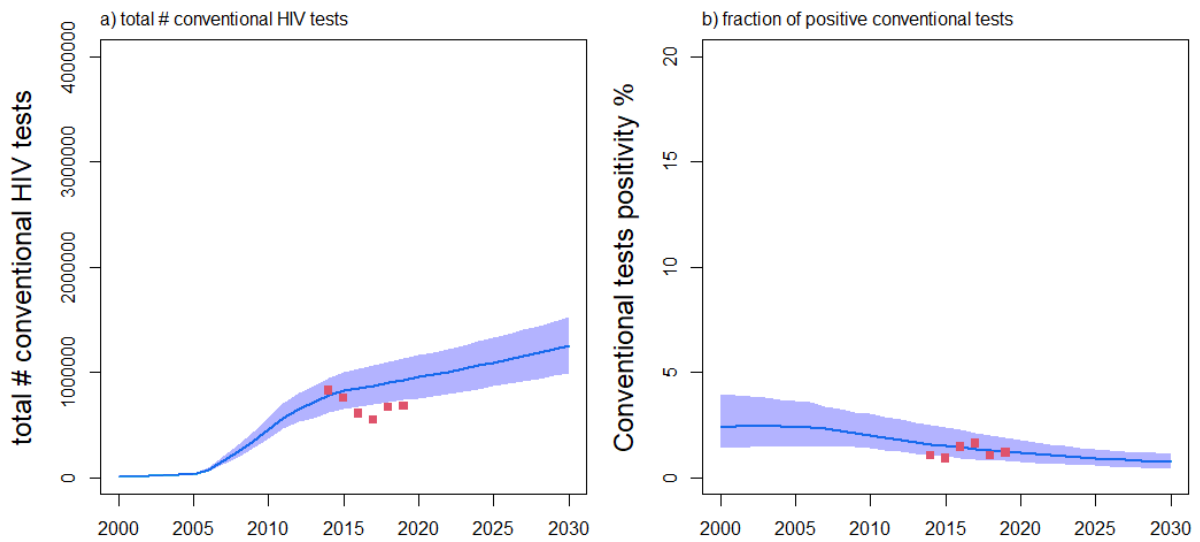 a) total # conventional HIV tests
total # conventional HIV tests
4000000
3000000
2000000
1000000
0
2000 2005 2010 2015 2020 2025 2030
b) fraction of positive conventional tests
Conventional tests positivity %
20
15
10
5
0
2000 2005 2010 2015 2020 2025 2030